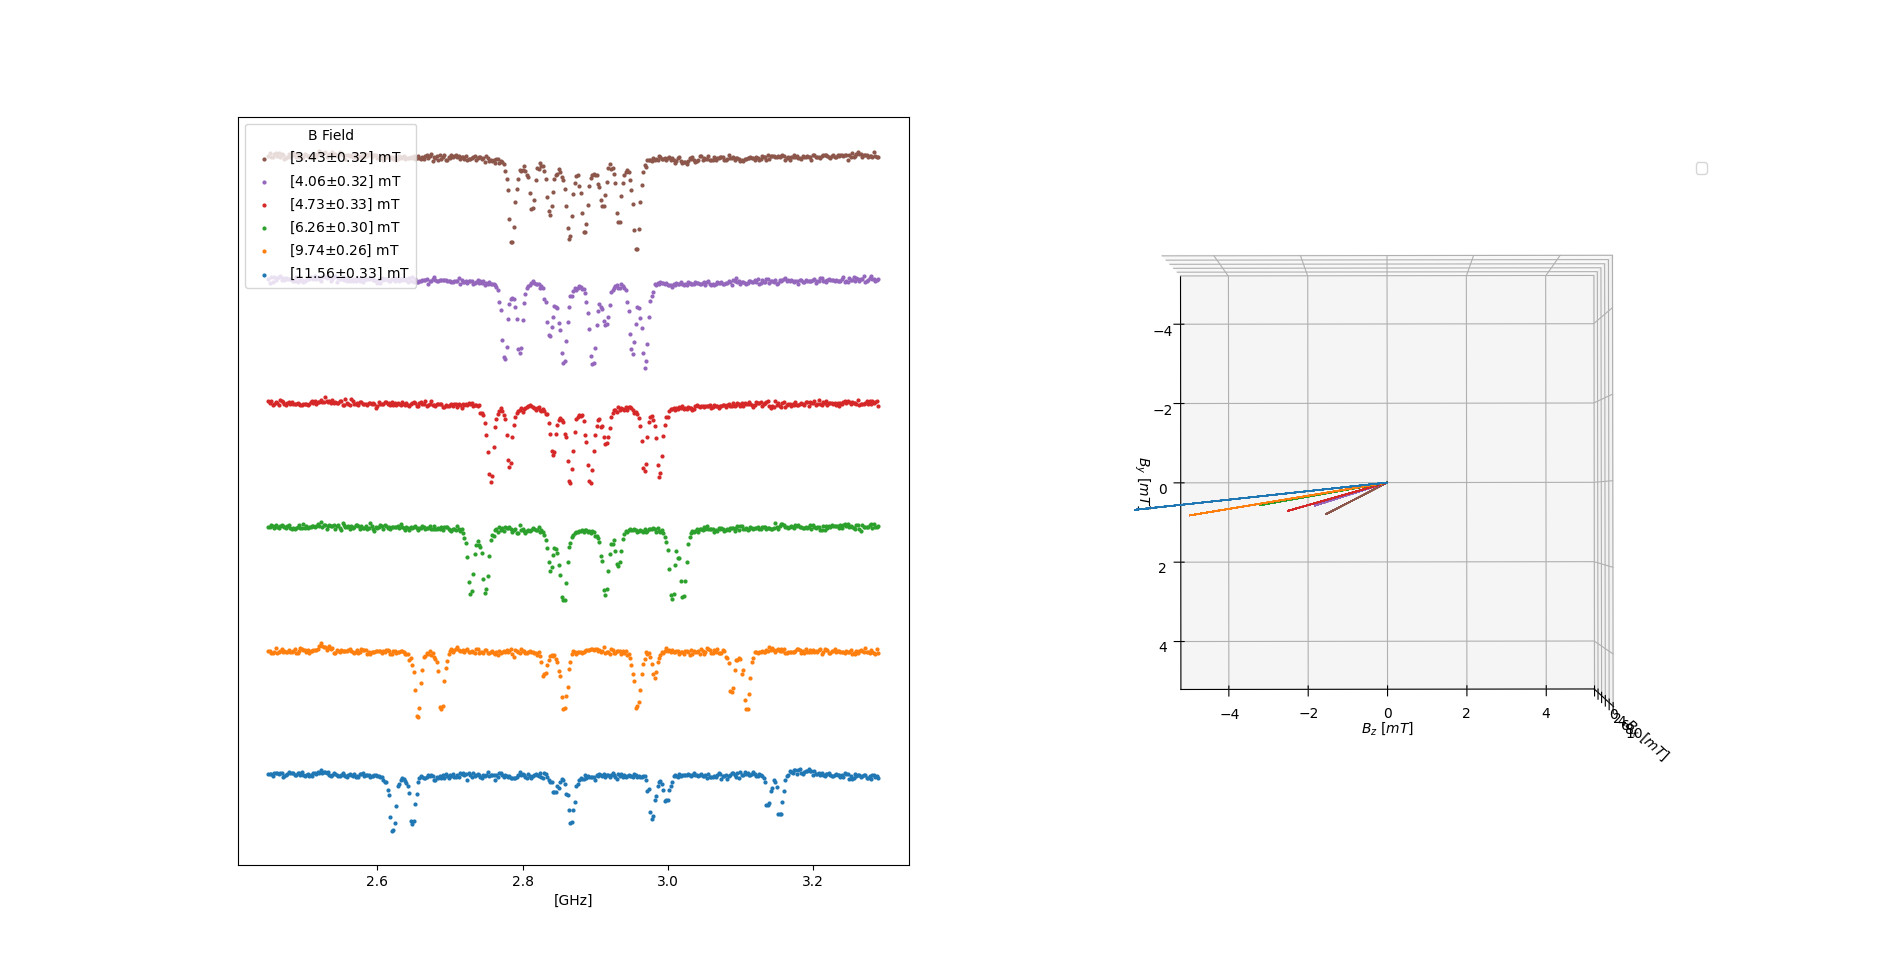 B Field
[3.43±0.32] mT
[4.06±0.32] mT
[4.73±0.33] mT
[6.26±0.30] mT
[9.74±0.26] mT
[11.56±0.33] mT
2.6
2.8
3.0
3.2
[GHz]
−4
−2
0
2
4
B_y [mT
−4
−2
0
2
4
B_z [mT]
0
[mT]